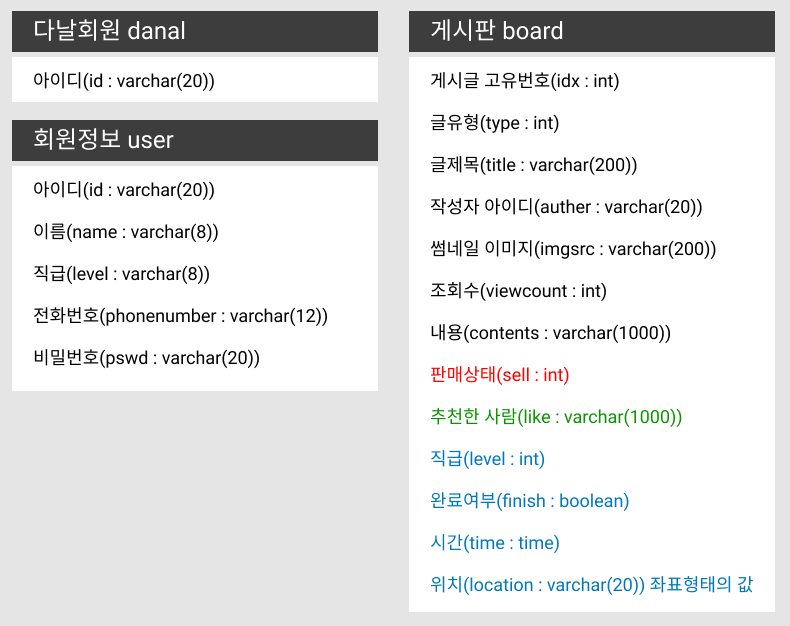 다날회원 danal
아이디(id : varchar(20))
회원정보 user
아이디(id : varchar(20))
이름(name : varchar(8))
직급(level : varchar(8))
전화번호(phonenumber : varchar(12))
비밀번호(pswd : varchar(20))
게시판 board
게시글 고유번호(idx : int)
글유형(type : int)
글제목(title : varchar(200))
작성자 아이디(auther : varchar(20))
썸네일 이미지(imgsrc : varchar(200))
조회수(viewcount : int)
내용(contents : varchar(1000))
판매상태(sell : int)
추천한 사람(like : varchar(1000))
직급(level : int)
완료여부(finish : boolean)
시간(time : time)
위치(location : varchar(20)) 좌표형태의 값